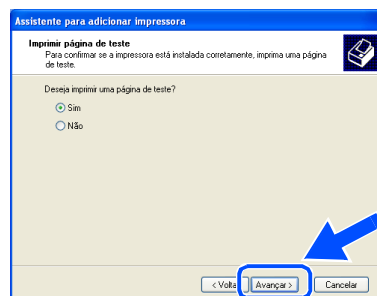 Assistente para adicionar impressora
Imprimir página de teste
Para confirmar se a impressora está instalada corretamente, imprima uma página
de teste.
Deseja imprimir uma página de teste?
Sim
Não
< Volta Avançar > Cancelar